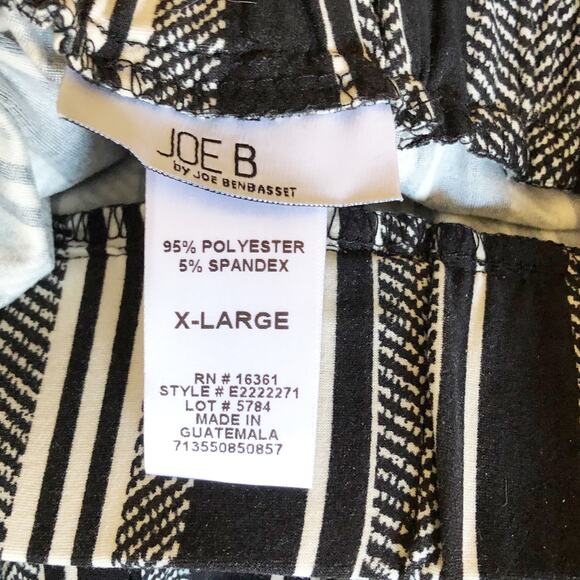 JOE B
by JOE BENBASSET
95% POLYESTER
5% SPANDEX
X-LARGE
RN # 16361
STYLE # E2222271
LOT # 5784
MADE IN
GUATEMALA
713550850857